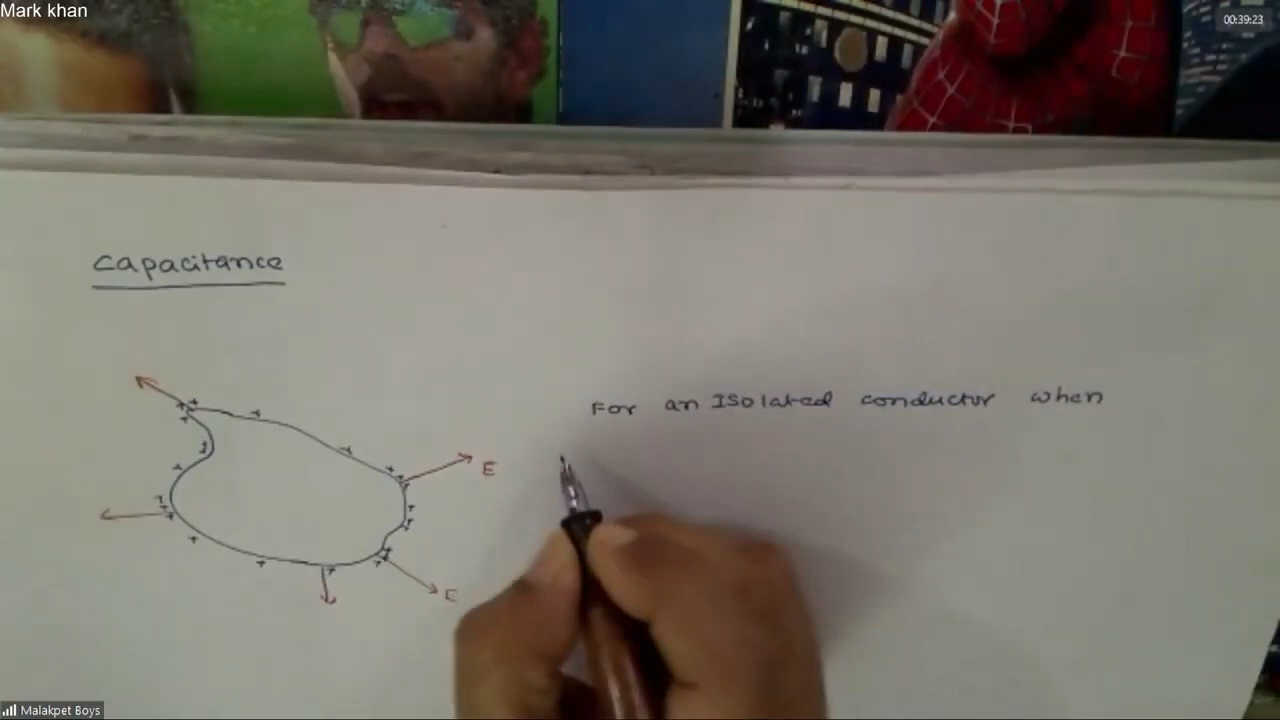 Mark khan
00:39:23
Capacitance
For an Isolated conductor when
E
E
Malakpet Boys